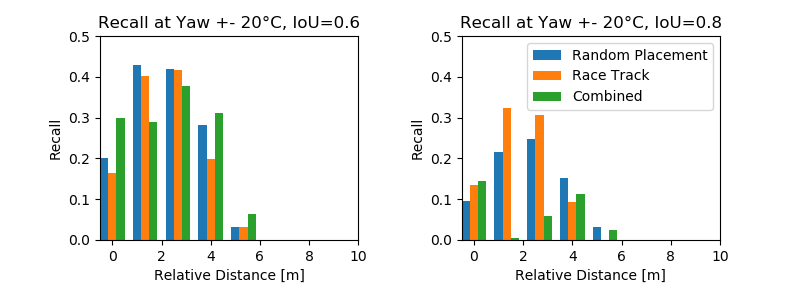 Recall at Yaw +- 20°C, IoU=0.6
0.5
0.4
0.3
0.2
0.1
0.0
Recall
0 2 4 6 8 10
Relative Distance [m]
Recall at Yaw +- 20°C, IoU=0.8
Random Placement
Race Track
Combined
0.5
0.4
0.3
0.2
0.1
0.0
Recall
0 2 4 6 8 10
Relative Distance [m]